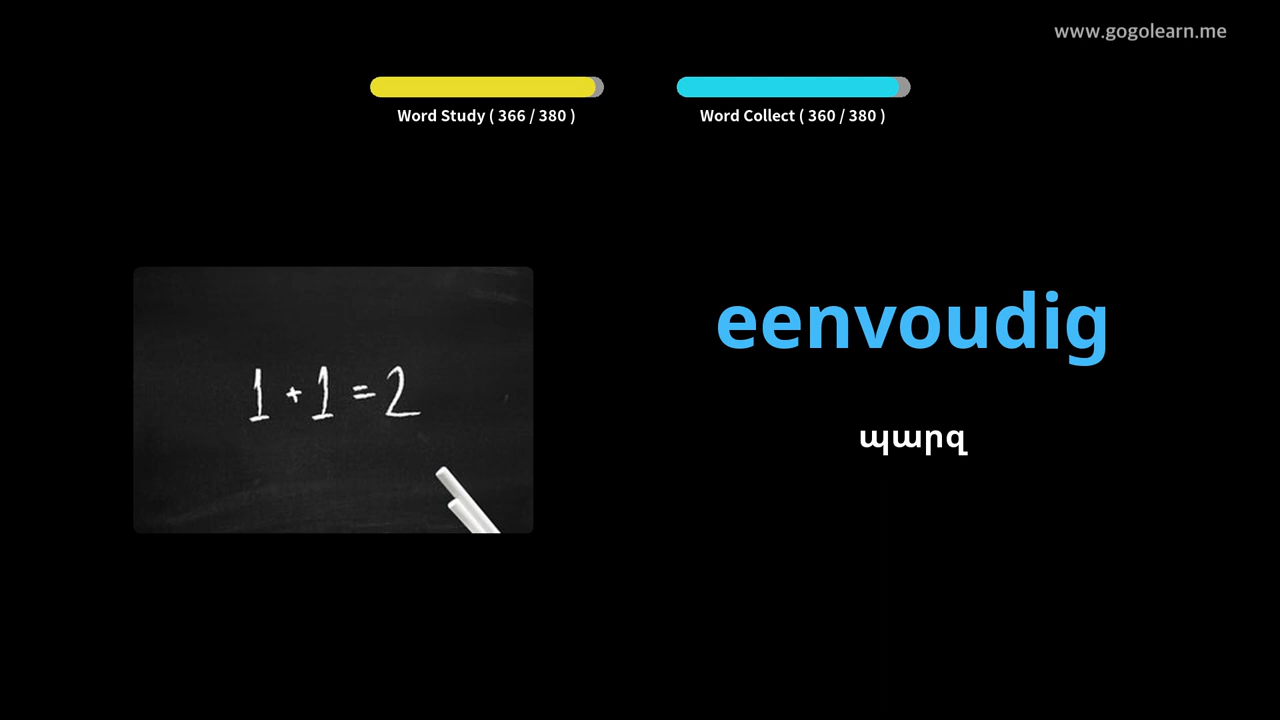 www.gogolearn.me
Word Study ( 366 / 380 )
Word Collect ( 360 / 380 )
1 + 1 = 2
eenvoudig
պարզ